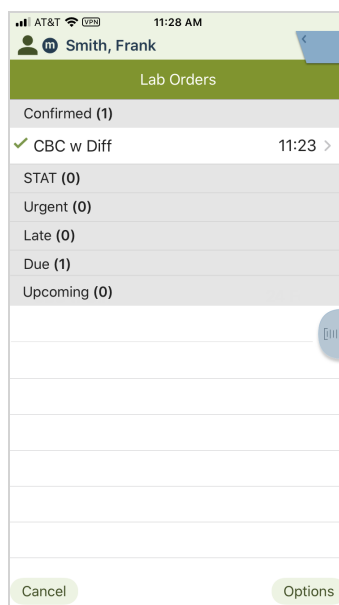 AT&T VPN 11:28 AM
m Smith, Frank
Lab Orders
Confirmed (1)
CBC w Diff 11:23
STAT (0)
Urgent (0)
Late (0)
Due (1)
Upcoming (0)
Cancel Options